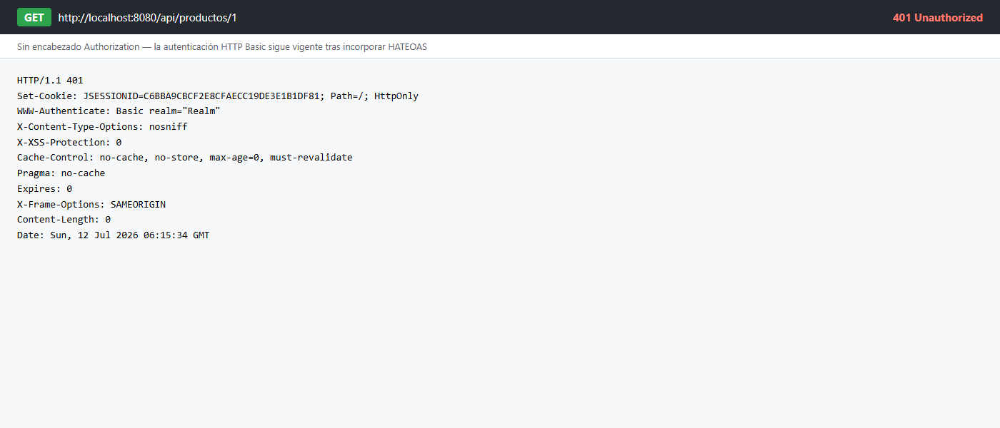 GET http://localhost:8080/api/productos/1 401 Unauthorized
Sin encabezado Authorization — la autenticación HTTP Basic sigue vigente tras incorporar HATEOAS
HTTP/1.1 401
Set-Cookie: JSESSIONID=C6BBA9CBCF2E8CFAECC19DE3E1B1DF81; Path=/; HttpOnly
WWW-Authenticate: Basic realm="Realm"
X-Content-Type-Options: nosniff
X-XSS-Protection: 0
Cache-Control: no-cache, no-store, max-age=0, must-revalidate
Pragma: no-cache
Expires: 0
X-Frame-Options: SAMEORIGIN
Content-Length: 0
Date: Sun, 12 Jul 2026 06:15:34 GMT